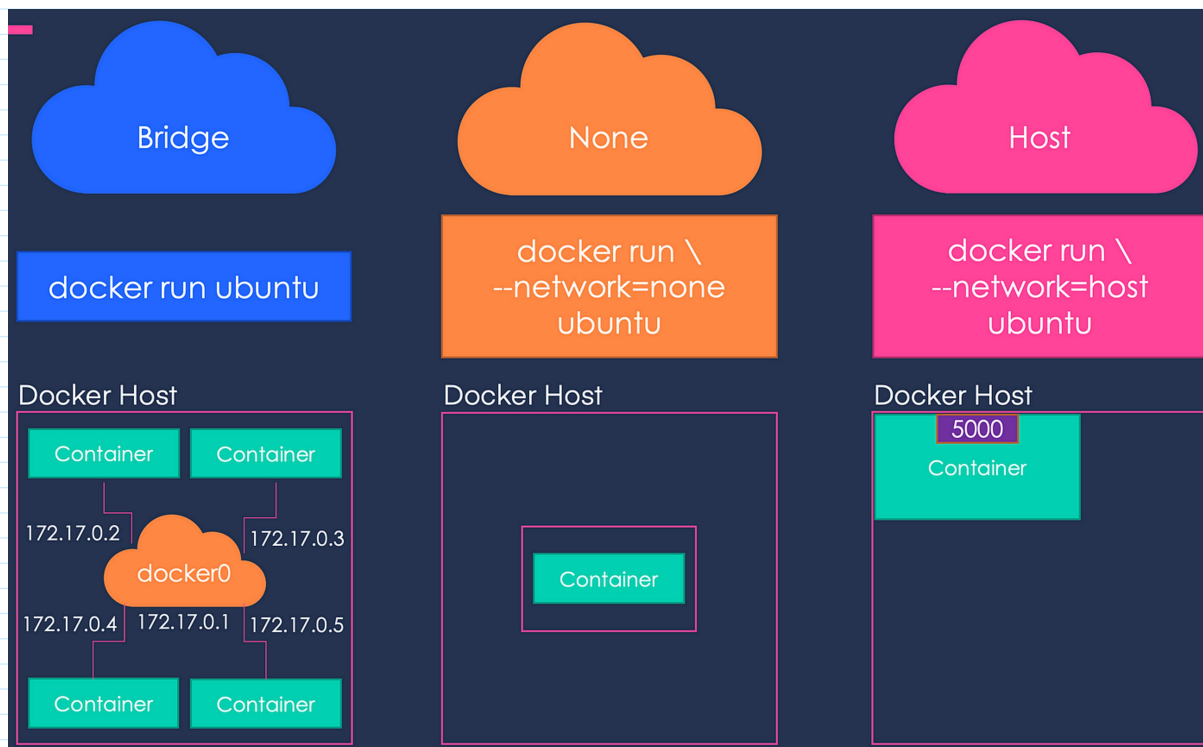 Bridge
None
Host
docker run ubuntu
docker run \
--network=none
ubuntu
docker run \
--network=host
ubuntu
Docker Host
Container
Container
172.17.0.2
172.17.0.3
docker0
172.17.0.4
172.17.0.1
172.17.0.5
Container
Container
Docker Host
Container
Docker Host
5000
Container